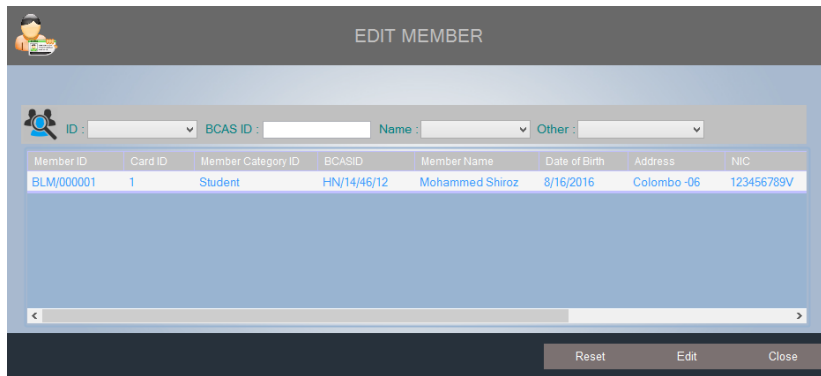 EDIT MEMBER
ID : BCAS ID : Name : Other :
Member ID Card ID Member Category ID BCASID Member Name Date of Birth Address NIC
BLM/000001 1 Student HN/14/46/12 Mohammed Shiroz 8/16/2016 Colombo -06 123456789V
Reset Edit Close